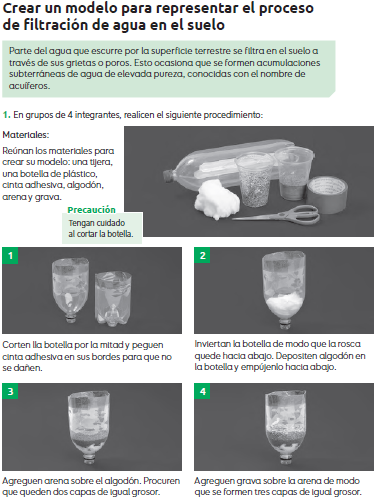 Crear un modelo para representar el proceso
de filtración de agua en el suelo
Parte del agua que escurre por la superficie terrestre se filtra en el suelo a
través de sus grietas o poros. Esto ocasiona que se formen acumulaciones
subterráneas de agua de elevada pureza, conocidas con el nombre de
acuíferos.
1. En grupos de 4 integrantes, realicen el siguiente procedimiento:
Materiales:
Reúnan los materiales para
crear su modelo: una tijera,
una botella de plástico,
cinta adhesiva, algodón,
arena y grava.
Precaución
Tengan cuidado
al cortar la botella.
1
Corten lla botella por la mitad y peguen
cinta adhesiva en sus bordes para que no
se dañen.
2
Inviertan la botella de modo que la rosca
quede hacia abajo. Depositen algodón en
la botella y empújenlo hacia abajo.
3
Agreguen arena sobre el algodón. Procuren
que queden dos capas de igual grosor.
4
Agreguen grava sobre la arena de modo
que se formen tres capas de igual grosor.